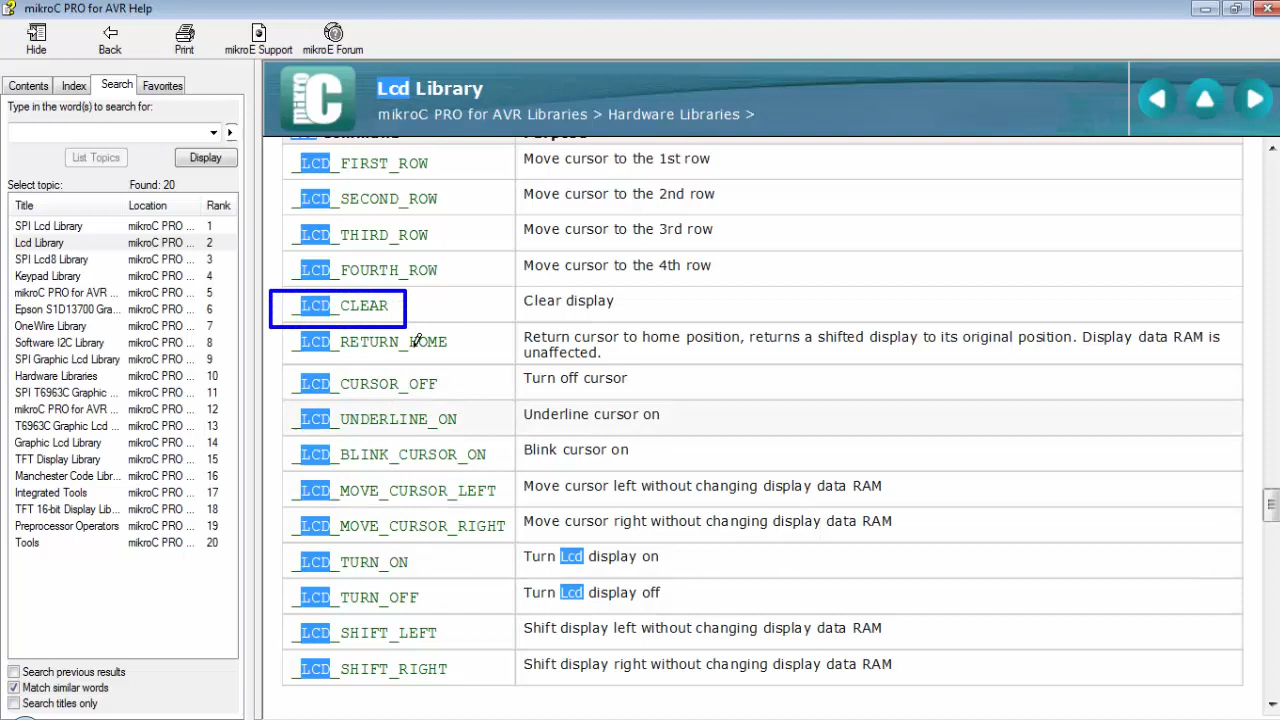 mikroC PRO for AVR Help
Hide Back Print mikroE Support mikroE Forum
Contents Index Search Favorites
Type in the word(s) to search for:
List Topics Display
Select topic: Found: 20
Title Location Rank
SPI Lcd Library mikroC PRO ... 1
Lcd Library mikroC PRO ... 2
SPI Lcd8 Library mikroC PRO ... 3
Keypad Library mikroC PRO ... 4
mikroC PRO for AVR ... mikroC PRO ... 5
Epson S1D13700 Gra... mikroC PRO ... 6
OneWire Library mikroC PRO ... 7
Software I2C Library mikroC PRO ... 8
SPI Graphic Lcd Library mikroC PRO ... 9
Hardware Libraries mikroC PRO ... 10
SPI T6963C Graphic ... mikroC PRO ... 11
mikroC PRO for AVR ... mikroC PRO ... 12
T6963C Graphic Lcd ... mikroC PRO ... 13
Graphic Lcd Library mikroC PRO ... 14
TFT Display Library mikroC PRO ... 15
Manchester Code Libr... mikroC PRO ... 16
Integrated Tools mikroC PRO ... 17
TFT 16-bit Display Lib... mikroC PRO ... 18
Preprocessor Operators mikroC PRO ... 19
Tools mikroC PRO ... 20
Search previous results
Match similar words
Search titles only
mikro C
Lcd Library
mikroC PRO for AVR Libraries > Hardware Libraries >
Lcd Command Purpose
_LCD_FIRST_ROW Move cursor to the 1st row
_LCD_SECOND_ROW Move cursor to the 2nd row
_LCD_THIRD_ROW Move cursor to the 3rd row
_LCD_FOURTH_ROW Move cursor to the 4th row
_LCD_CLEAR Clear display
_LCD_RETURN_HOME Return cursor to home position, returns a shifted display to its original position. Display data RAM is
unaffected.
_LCD_CURSOR_OFF Turn off cursor
_LCD_UNDERLINE_ON Underline cursor on
_LCD_BLINK_CURSOR_ON Blink cursor on
_LCD_MOVE_CURSOR_LEFT Move cursor left without changing display data RAM
_LCD_MOVE_CURSOR_RIGHT Move cursor right without changing display data RAM
_LCD_TURN_ON Turn Lcd display on
_LCD_TURN_OFF Turn Lcd display off
_LCD_SHIFT_LEFT Shift display left without changing display data RAM
_LCD_SHIFT_RIGHT Shift display right without changing display data RAM